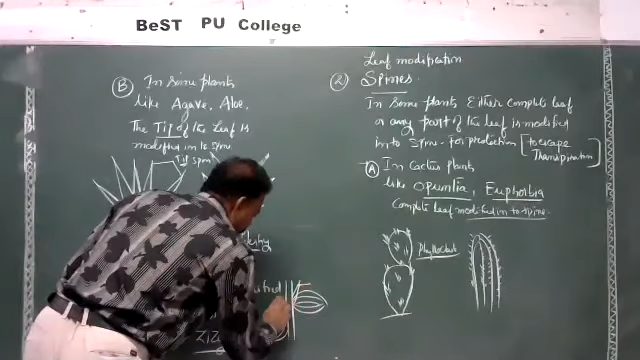 BeST PU College
B In some plants
like Agave, Aloe.
The Tip of the Leaf is
modified in to spine
Tip spine
Leaf modification
2 Spines.
In Some plants Either complete leaf
or any part of the leaf is modified
in to spine for protection [to escape
Transpiration]
A In Cactus plants
like Opuntia, Euphorbia
Complete leaf modified in to spine.
Phylloclade